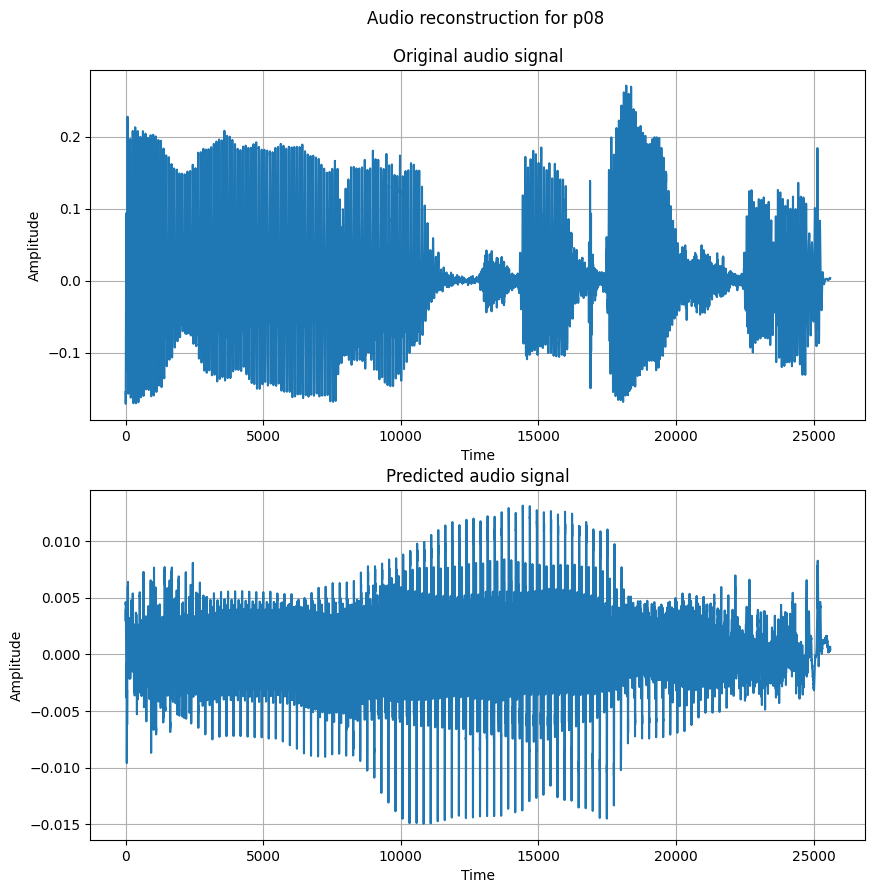 Audio reconstruction for p08
Original audio signal
0.2
0.1
0.0
−0.1
Amplitude
0 5000 10000 15000 20000 25000
Time
Predicted audio signal
0.010
0.005
0.000
−0.005
−0.010
−0.015
Amplitude
0 5000 10000 15000 20000 25000
Time